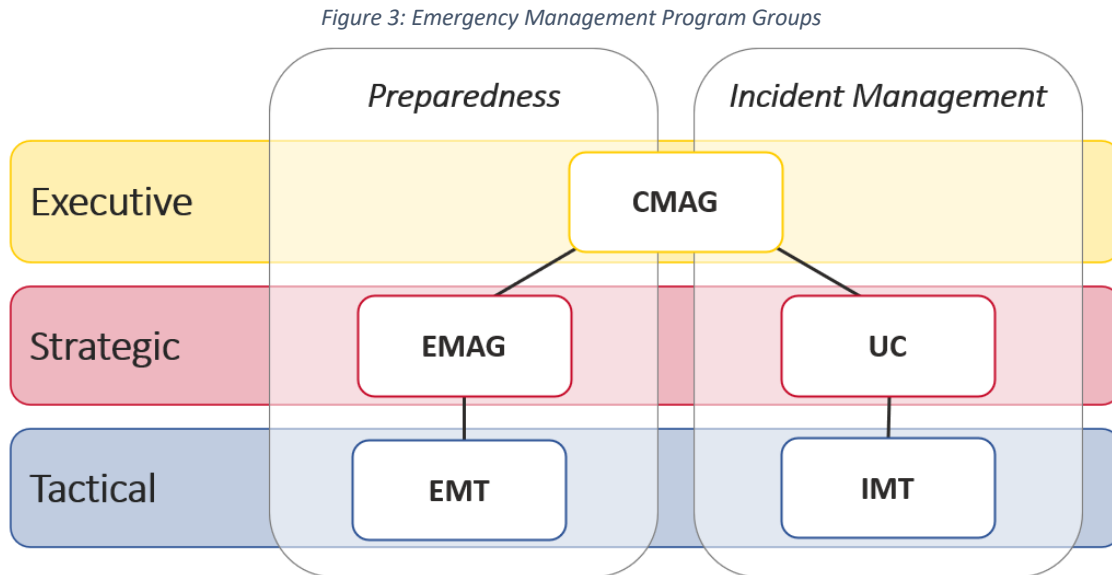 Figure 3: Emergency Management Program Groups
Preparedness
Incident Management
Executive
CMAG
Strategic
EMAG
UC
Tactical
EMT
IMT